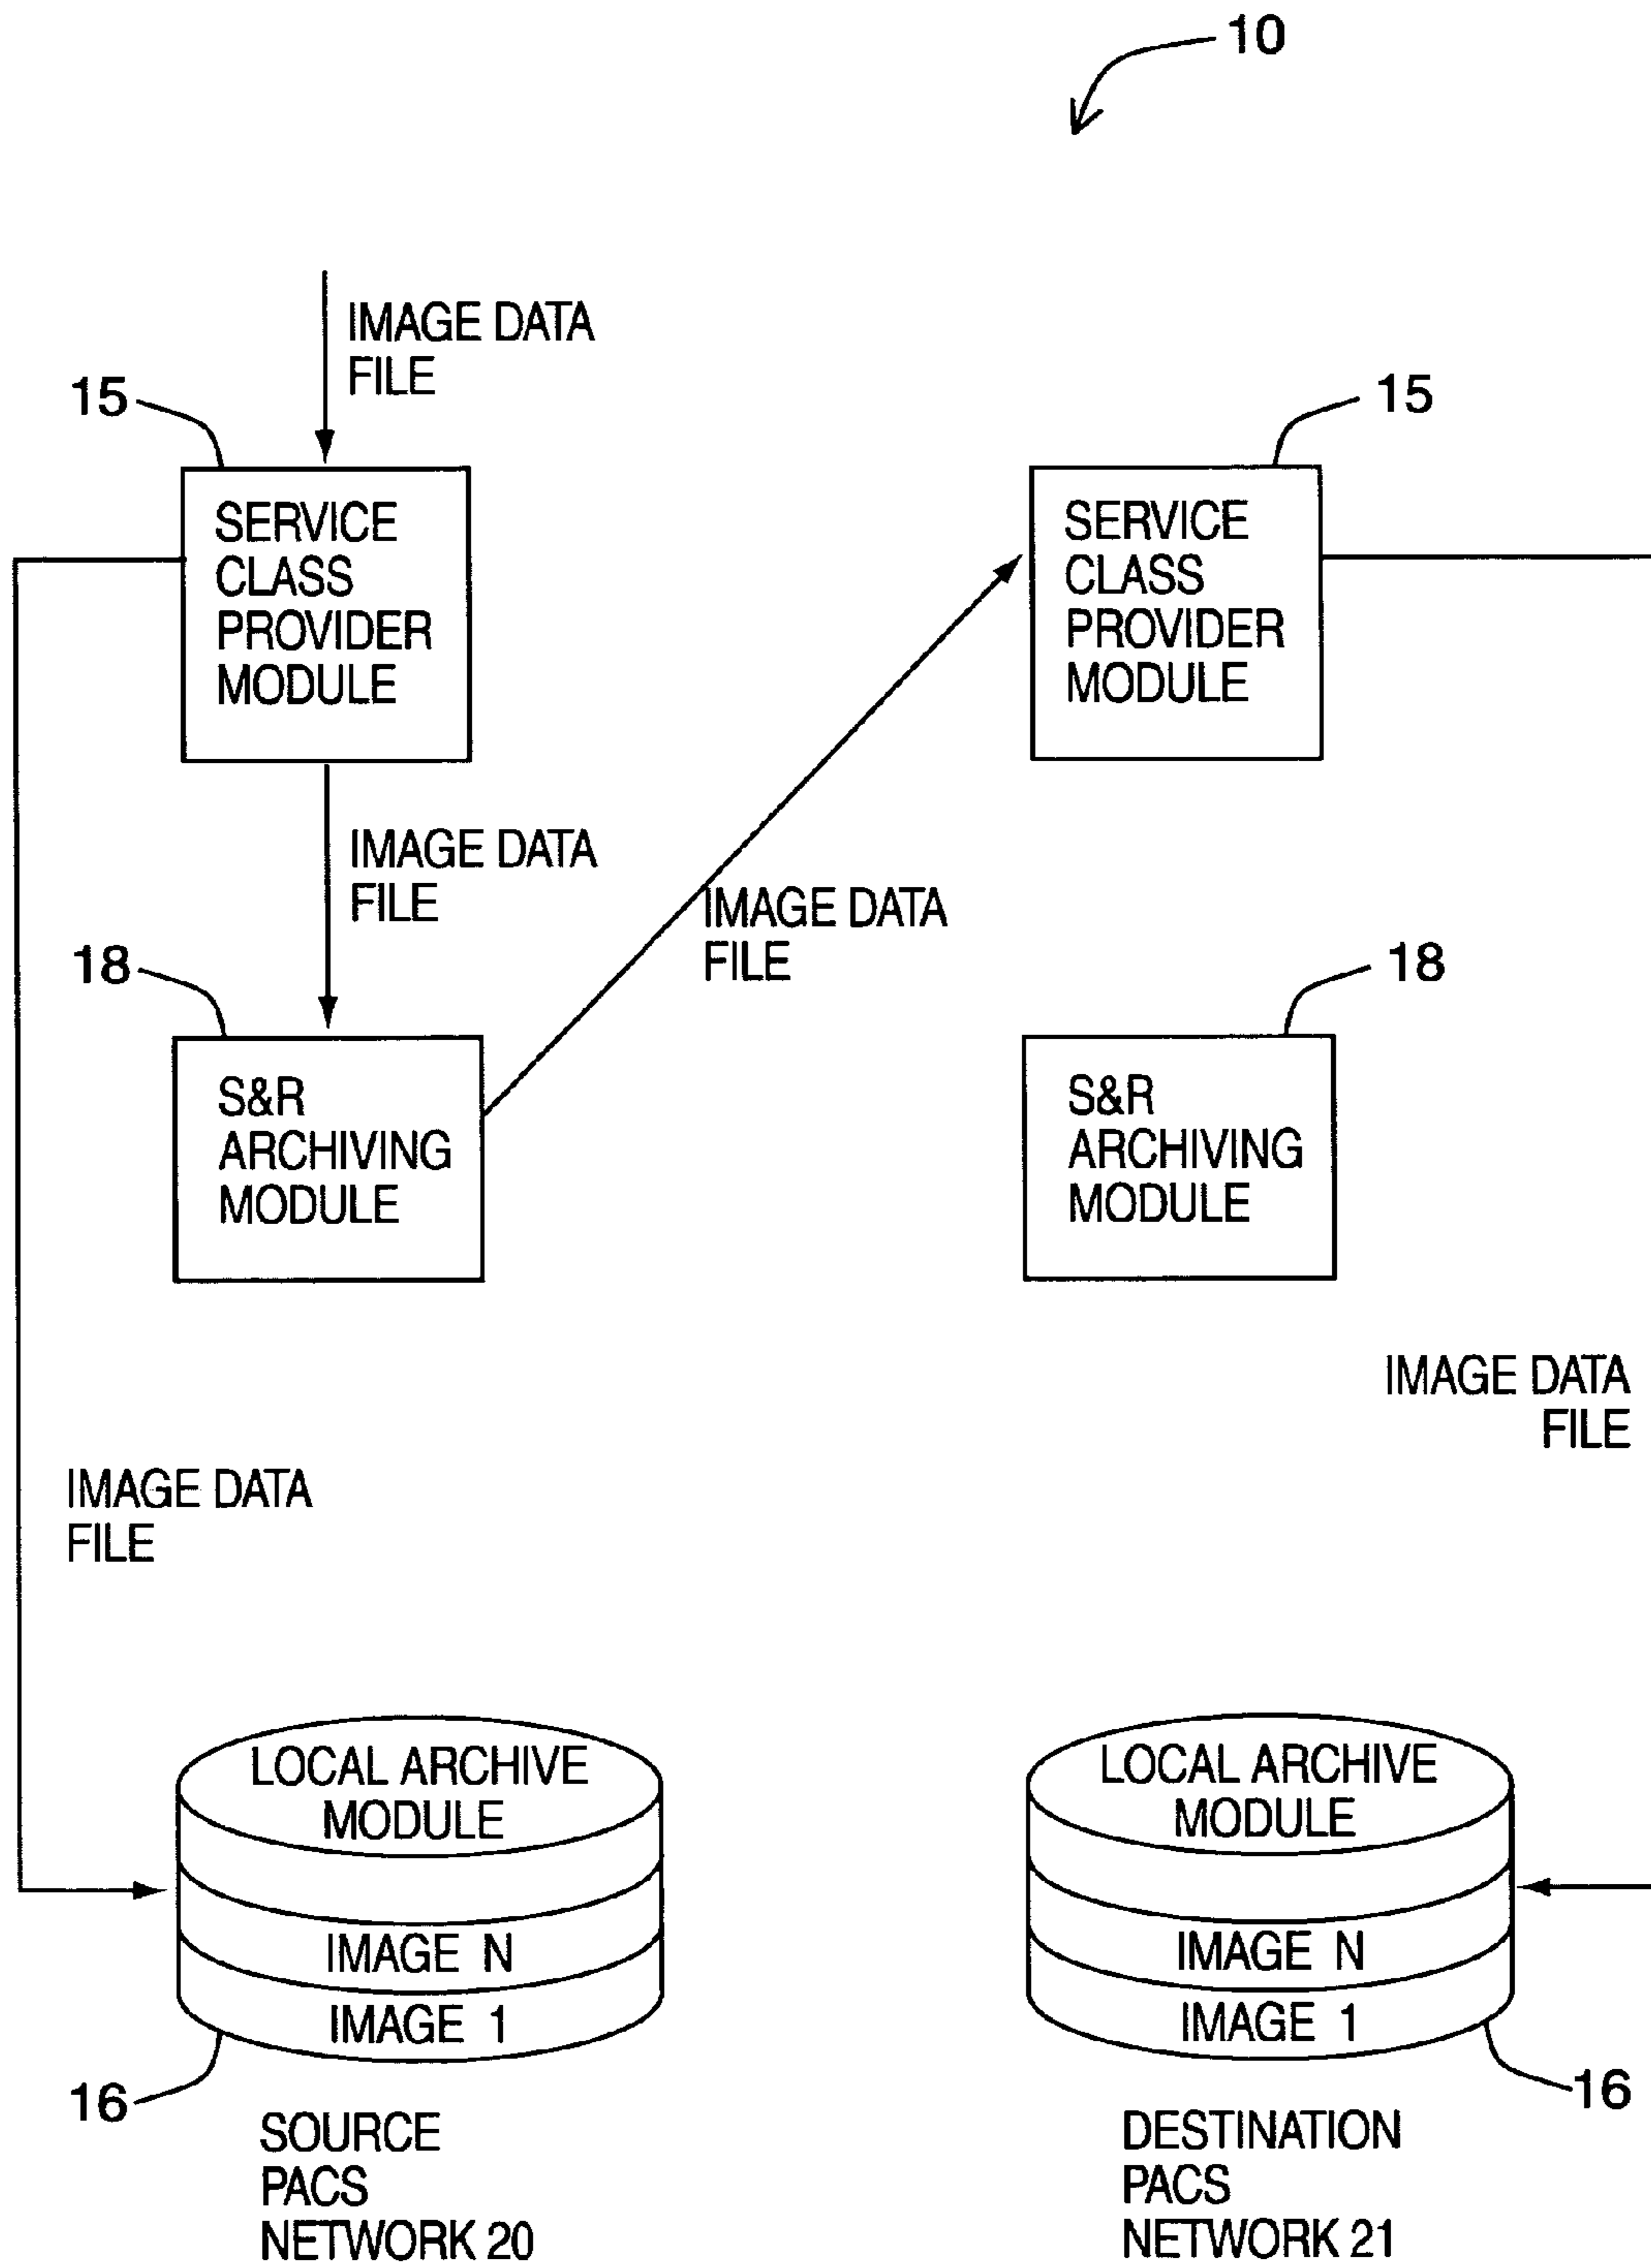 10
IMAGE DATA
FILE
15
SERVICE
CLASS
PROVIDER
MODULE
15
SERVICE
CLASS
PROVIDER
MODULE
IMAGE DATA
FILE
IMAGE DATA
FILE
18
S&R
ARCHIVING
MODULE
18
S&R
ARCHIVING
MODULE
IMAGE DATA
FILE
IMAGE DATA
FILE
LOCAL ARCHIVE
MODULE
IMAGE N
IMAGE 1
16
SOURCE
PACS
NETWORK 20
LOCAL ARCHIVE
MODULE
IMAGE N
IMAGE 1
16
DESTINATION
PACS
NETWORK 21